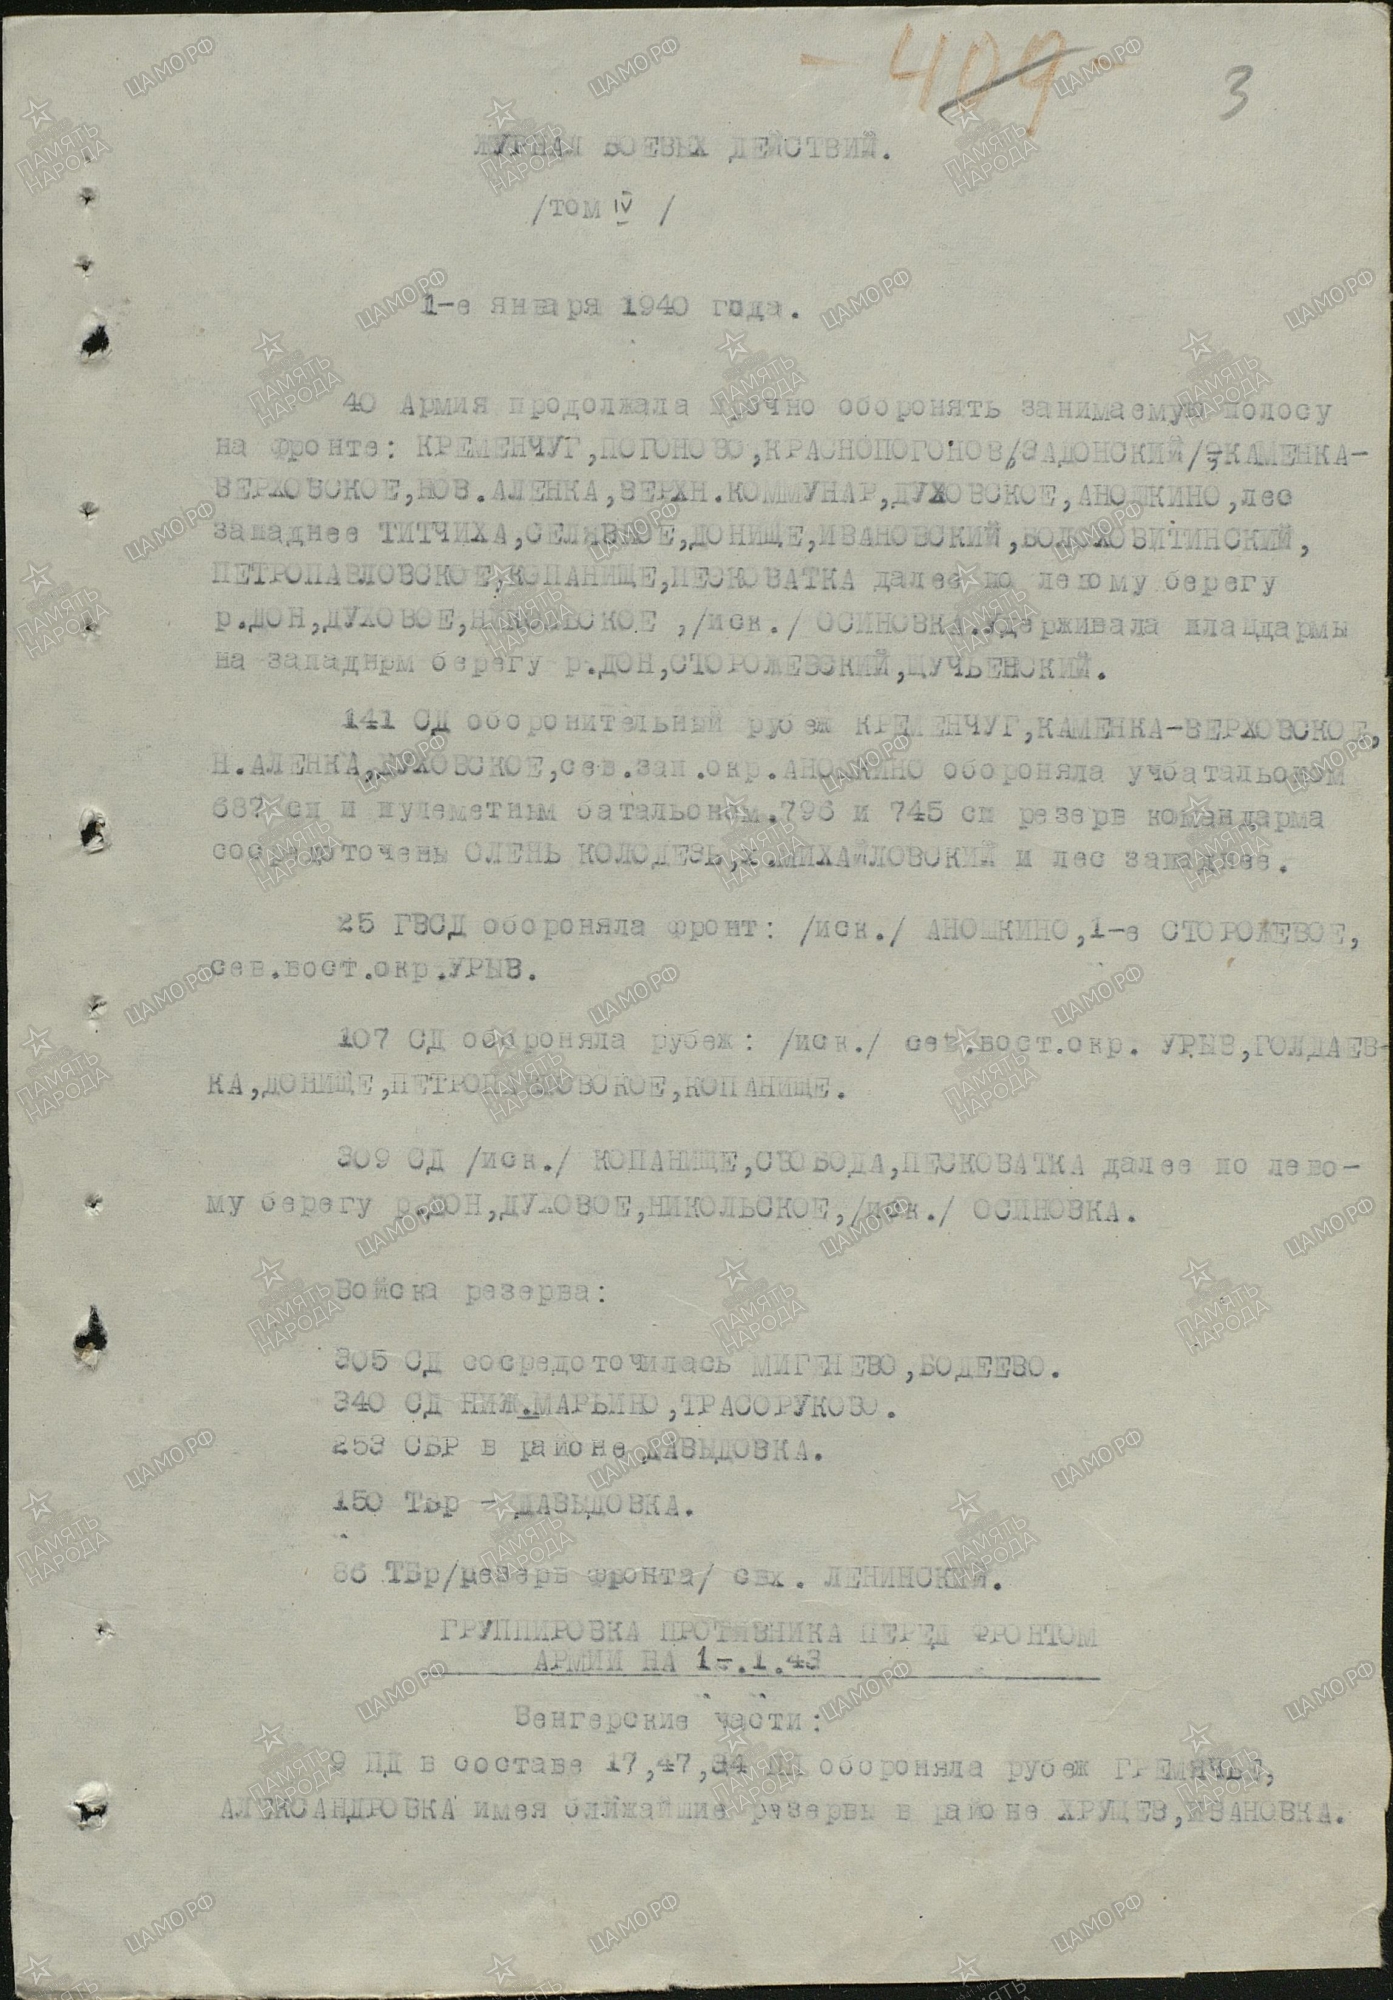 - 409 -
3
ЖУРНАЛ БОЕВЫХ ДЕЙСТВИЙ.
/том IV /
1-е января 1940 года.
40 Армия продолжала прочно оборонять занимаемую полосу
на фронте: КРЕМЕНЧУГ,ПОГОНОВО,КРАСНОПОГОНОВ/ЗАДОНСКИЙ/,КАМЕНКА-
ВЕРХОВСКОЕ,НОВ.АЛЕНКА,ВЕРХН.КОММУНАР,ДУХОВСКОЕ,АНОШКИНО,лес
западнее ТИТЧИХА,СЕЛЯВНОЕ,ДОНИЩЕ,ИВАНОВСКИЙ,БОЛОХОВИТИНСКИЙ,
ПЕТРОПАВЛОВСКОЕ,КОПАНИЩЕ,ПЕСКОВАТКА далее по левому берегу
р.ДОН,ДУХОВОЕ,НИКОЛЬСКОЕ ,/иск./ ОСИНОВКА.Удерживала плацдармы
на западнрм берегу р.ДОН,СТОРОЖЕВСКИЙ,ЩУЧЬЕНСКИЙ.
141 СД оборонительный рубеж КРЕМЕНЧУГ,КАМЕНКА-ВЕРХОВСКОЕ,
Н.АЛЕНКА,ДУХОВСКОЕ,сев.зап.окр.АНОШКИНО обороняла учбатальоном
687 сп и пулеметным батальоном.796 и 745 сп резерв командарма
сосредоточены ОЛЕНЬ КОЛОДЕЗЬ,Х.МИХАЙЛОВСКИЙ и лес западнее.
25 ГВСД обороняла фронт: /иск./ АНОШКИНО,1-е СТОРОЖЕВОЕ,
сев.вост.окр.УРЫВ.
107 СД обороняла рубеж: /иск./ сев.вост.окр. УРЫВ,ГОЛДАЕВ-
КА,ДОНИЩЕ,ПЕТРОПАВЛОВСКОЕ,КОПАНИЩЕ.
309 СД /иск./ КОПАНИЩЕ,СВОБОДА,ПЕСКОВАТКА далее по лево-
му берегу р.ДОН,ДУХОВОЕ,НИКОЛЬСКОЕ,/иск./ ОСИНОВКА.
Войска резерва:
305 СД сосредоточилась МИГЕНЕВО,БОДЕЕВО.
340 СД НИЖ.МАРЬИНО,ТРАСОРУКОВО.
253 СБР в районе ДАВЫДОВКА.
150 ТБр - ДАВЫДОВКА.
86 ТБр/резерв фронта/ свх. ЛЕНИНСКИЙ.
ГРУППИРОВКА ПРОТИВНИКА ПЕРЕД ФРОНТОМ
АРМИИ НА 1-.1.43
Венгерские части:
9 ПД в составе 17,47,34 ПП обороняла рубеж ГРЕМЯЧЬЕ,
АЛЕКСАНДРОВКА имея ближайшие резервы в районе ХРУЩЕВ,ИВАНОВКА.